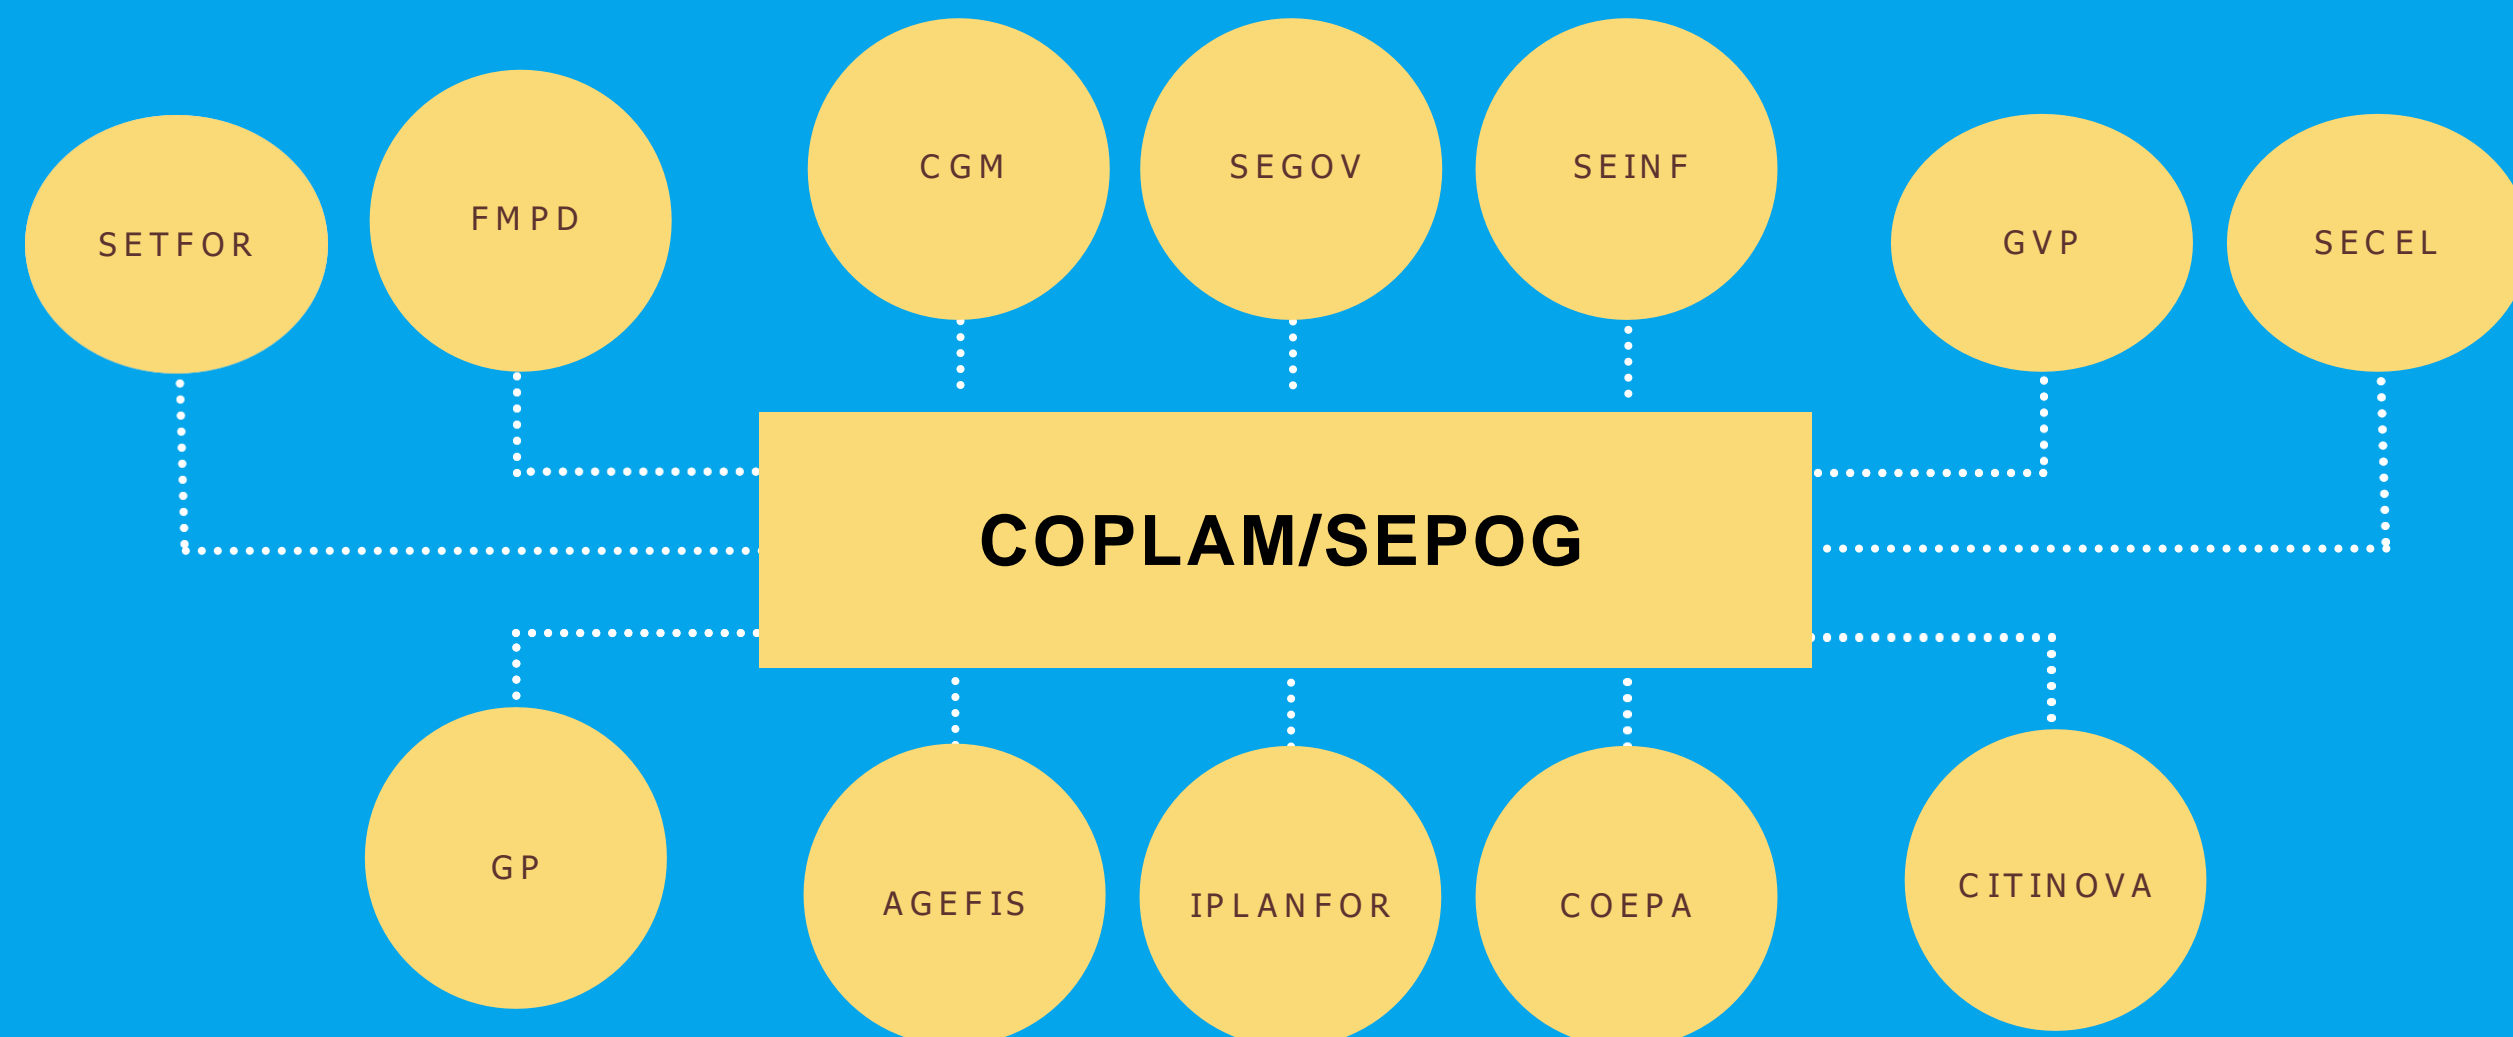 CGM
SEGOV
SEINF
FMPD
SETFOR
GVP
SECEL
COPLAM/SEPOG
GP
AGEFIS
IPLANFOR
COEPA
CITINOVA